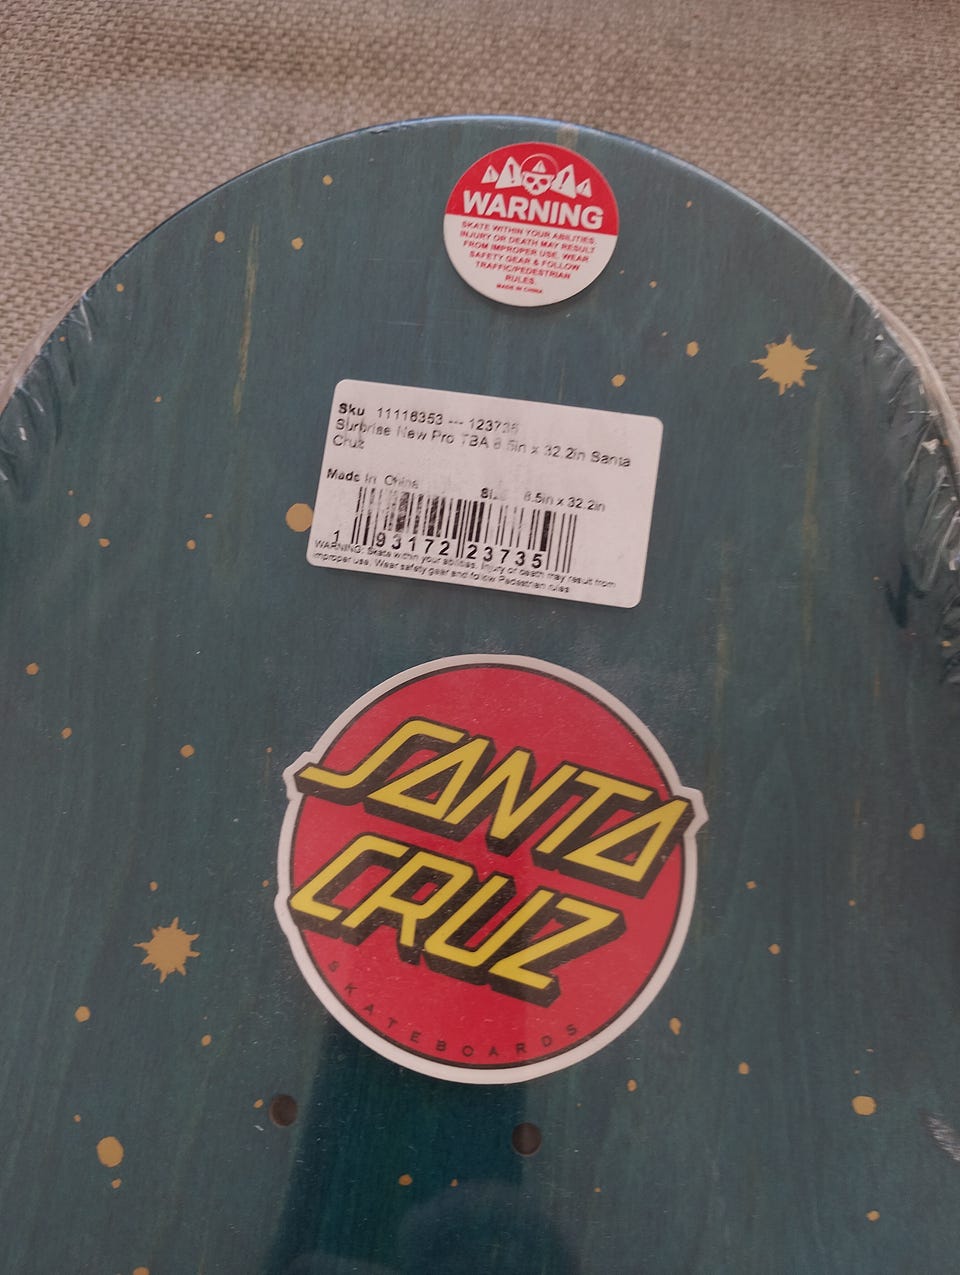 WARNING
SKATE WITHIN YOUR ABILITIES.
INJURY OR DEATH MAY RESULT
FROM IMPROPER USE. WEAR
SAFETY GEAR & FOLLOW
TRAFFIC/PEDESTRIAN
RULES.
MADE IN CHINA
Sku 11118353 --- 123735
Surprise New Pro TBA 8.5in x 32.2in Santa
Cruz
Made In China Size 8.5in x 32.2in
1 93172 23735
WARNING: Skate within your abilities. Injury or death may result from
improper use. Wear safety gear and follow Pedestrian rules
SANTA
CRUZ
SKATEBOARDS